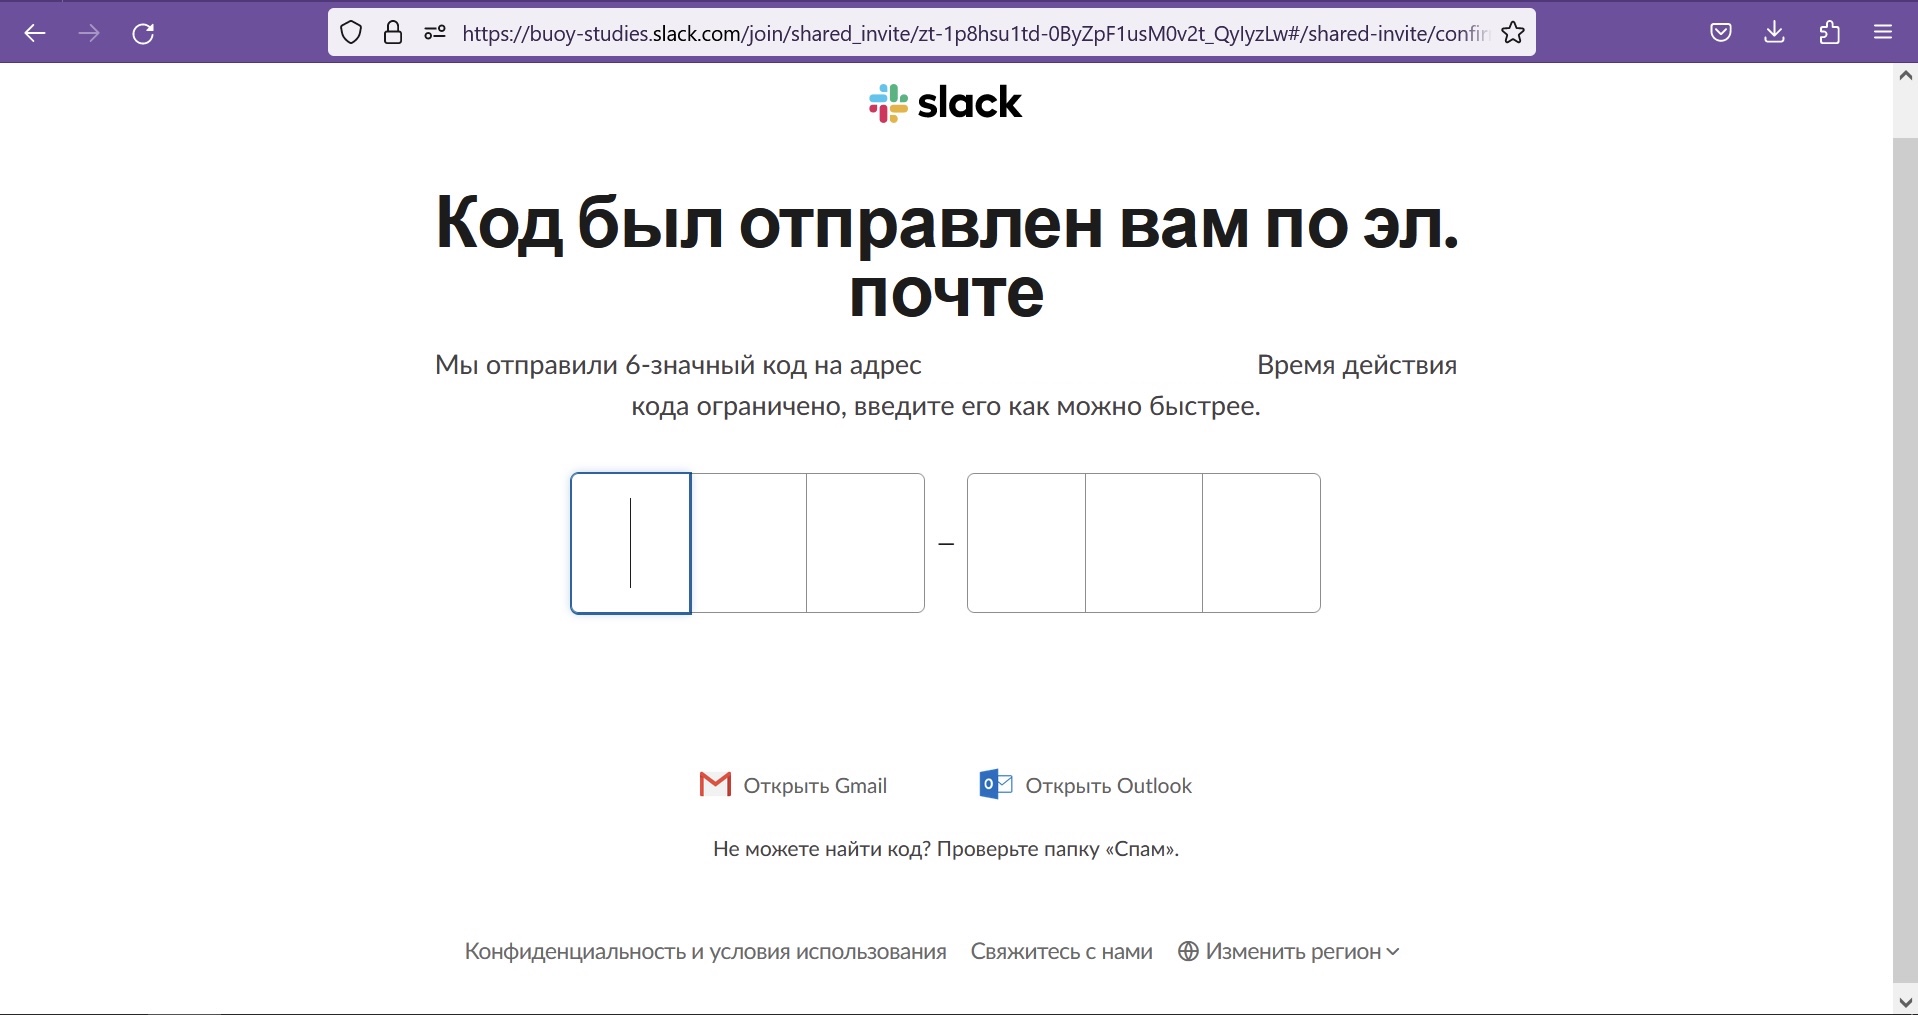 https://buoy-studies.slack.com/join/shared_invite/zt-1p8hsu1td-0ByZpF1usM0v2t_QyIyzLw#/shared-invite/confir
slack
Код был отправлен вам по эл.
почте
Мы отправили 6-значный код на адрес Время действия
кода ограничено, введите его как можно быстрее.
–
Открыть Gmail Открыть Outlook
Не можете найти код? Проверьте папку «Спам».
Конфиденциальность и условия использования Свяжитесь с нами Изменить регион